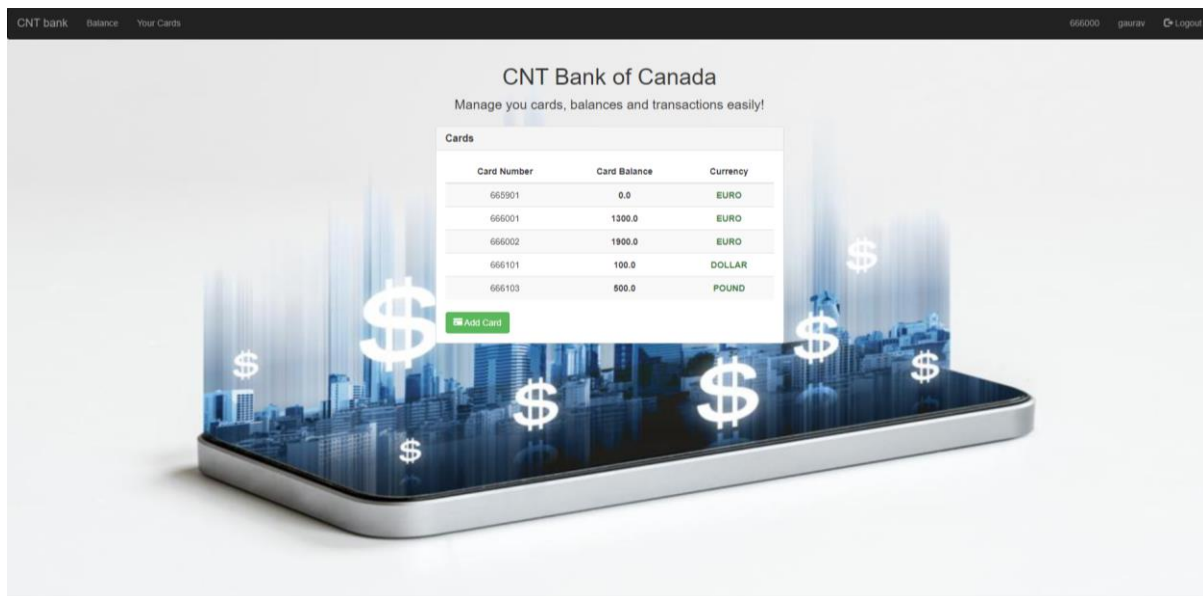 CNT bank Balance Your Cards 666000 gaurav Logout
CNT Bank of Canada
Manage you cards, balances and transactions easily!
Cards
Card Number Card Balance Currency
665901 0.0 EURO
666001 1300.0 EURO
666002 1900.0 EURO
666101 100.0 DOLLAR
666103 500.0 POUND
Add Card
$
$
$
$
$
$
$
$